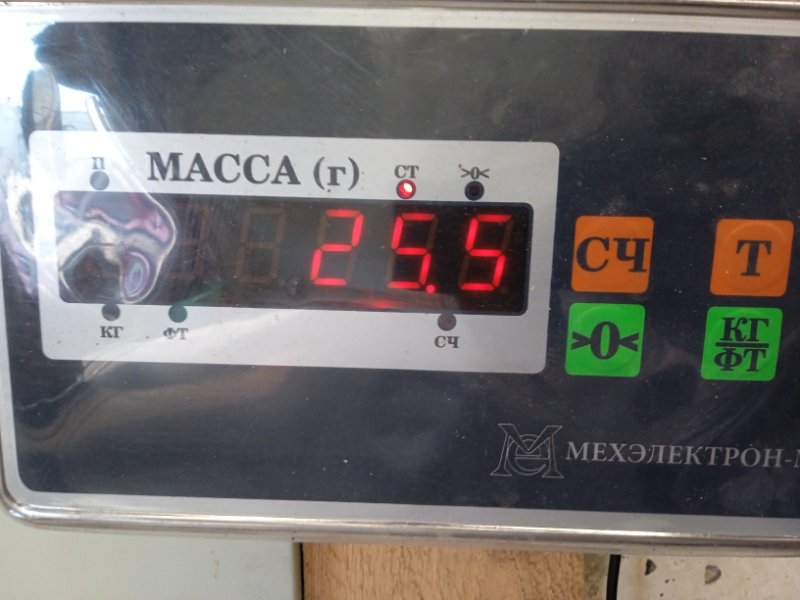 П
МАССА (г)
СТ
>0<
25.5
КГ
ФТ
СЧ
СЧ
Т
>0<
КГ
ФТ
МЕХЭЛЕКТРОН-